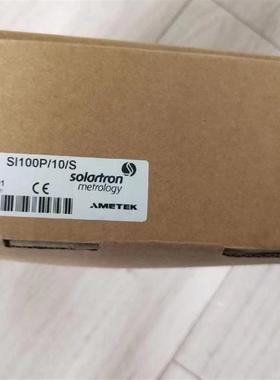 SI100P/10/S
solartron
metrology
CE
AMETEK